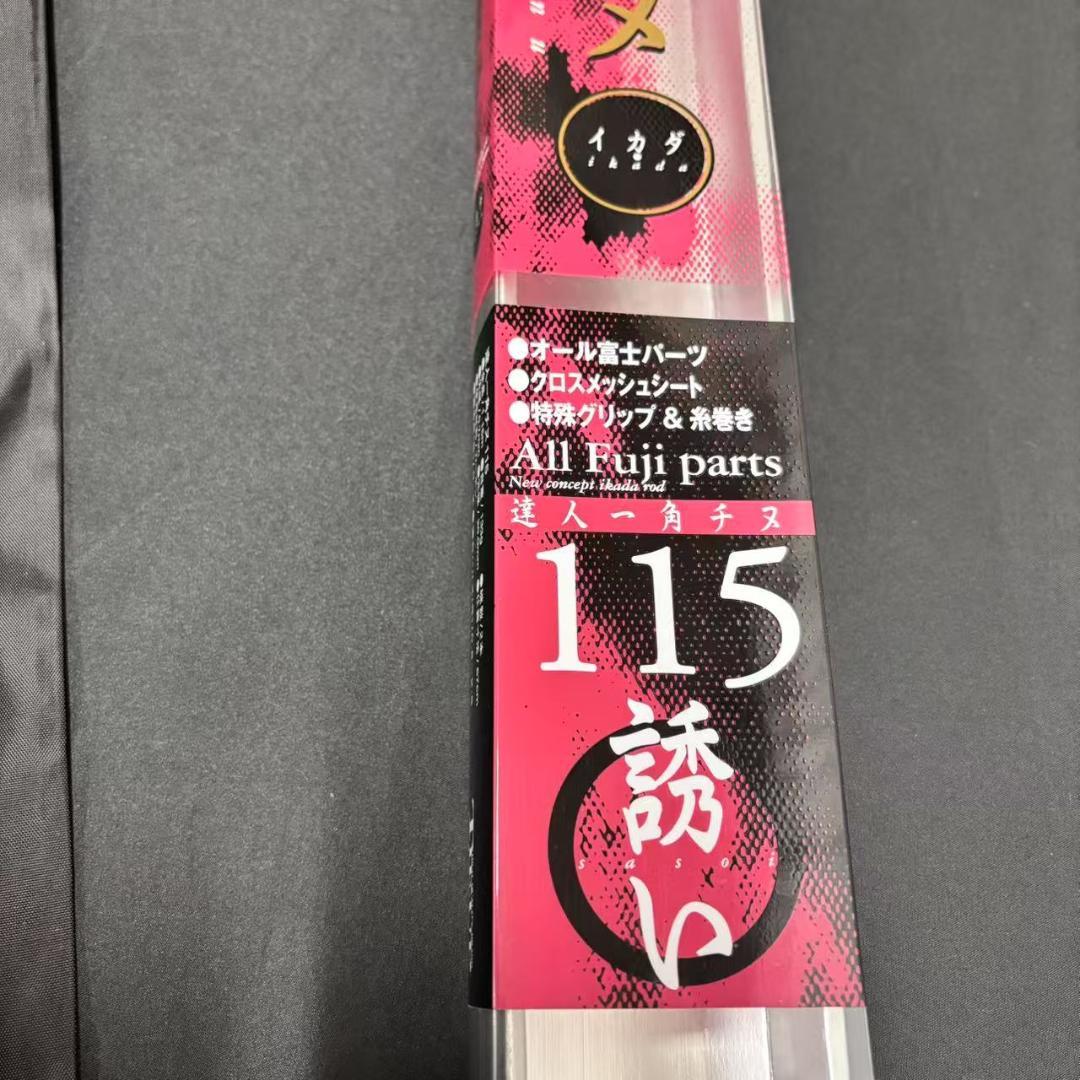 ヌ
イカダ
ikada
●オール富士パーツ
●クロスメッシュシート
●特殊グリップ & 糸巻き
All Fuji parts
New concept ikada rod
達人一角チヌ
115
誘い
sasoi